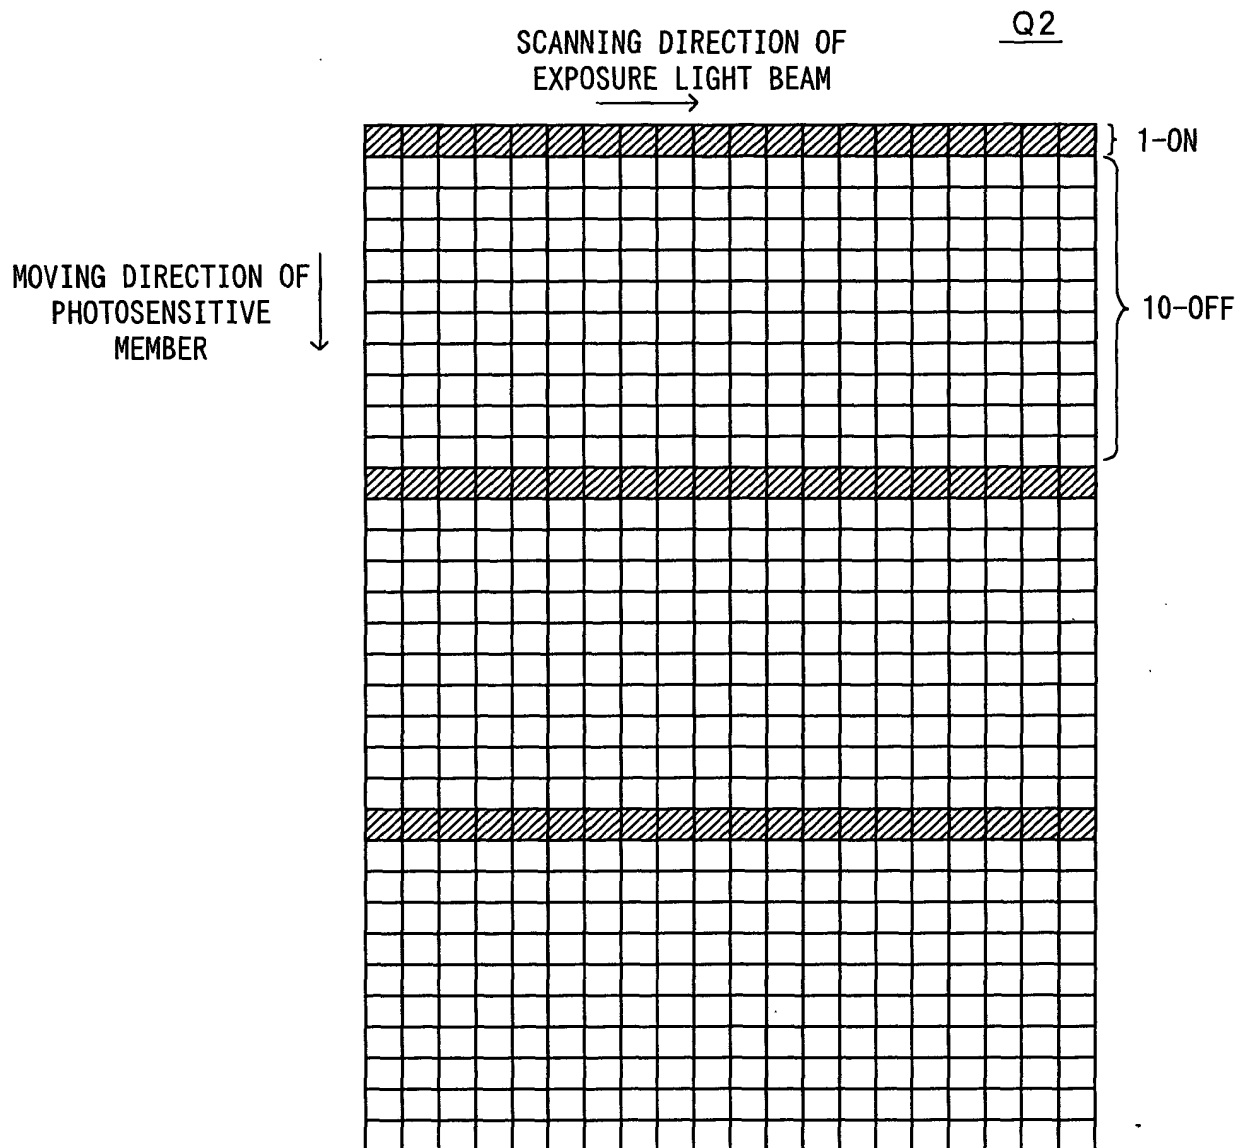 Q2
SCANNING DIRECTION OF
EXPOSURE LIGHT BEAM
1-ON
MOVING DIRECTION OF
PHOTOSENSITIVE
MEMBER
10-OFF